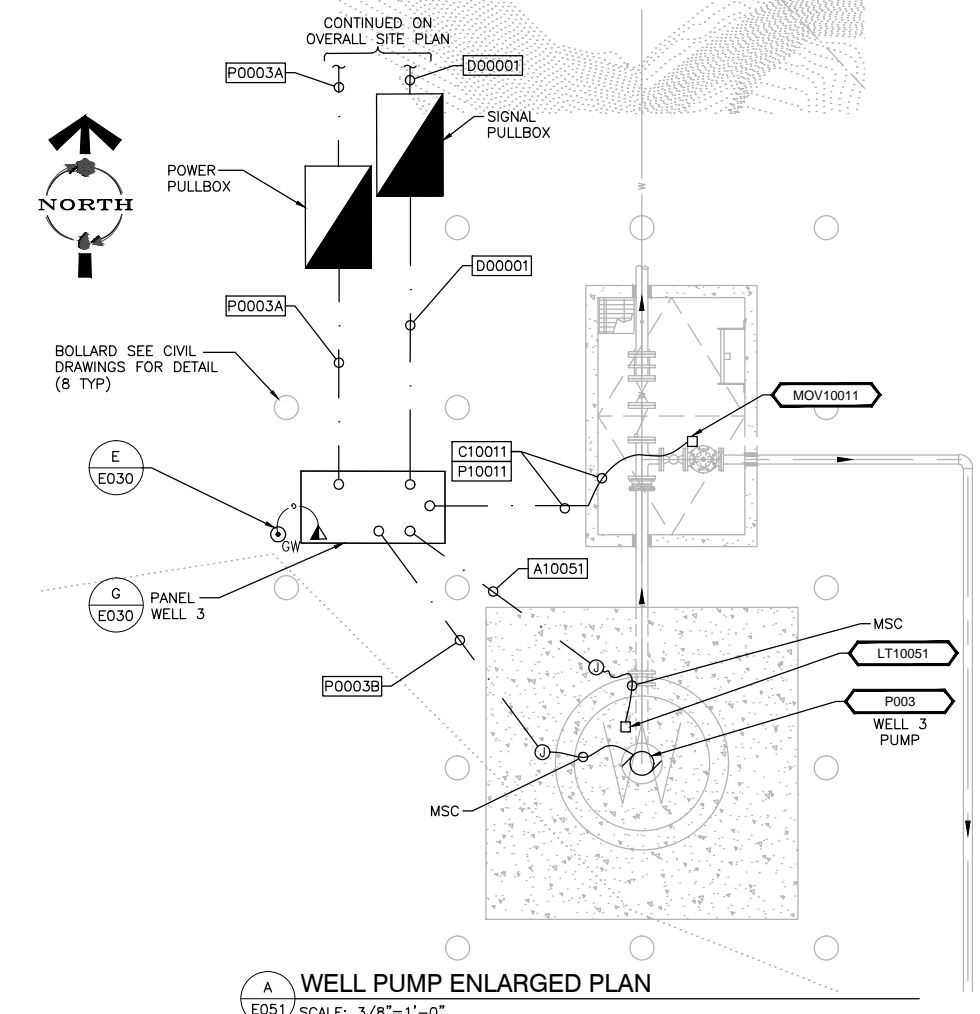 CONTINUED ON
OVERALL SITE PLAN
P0003A
D00001
SIGNAL
PULLBOX
POWER
PULLBOX
NORTH
W
D00001
P0003A
BOLLARD SEE CIVIL
DRAWINGS FOR DETAIL
(8 TYP)
MOV10011
E
E030
C10011
P10011
GW
A10051
G
E030
PANEL
WELL 3
MSC
LT10051
J
P0003B
P003
WELL 3
PUMP
J
W
MSC
A
E051
WELL PUMP ENLARGED PLAN
SCALE: 3/8"=1'-0"